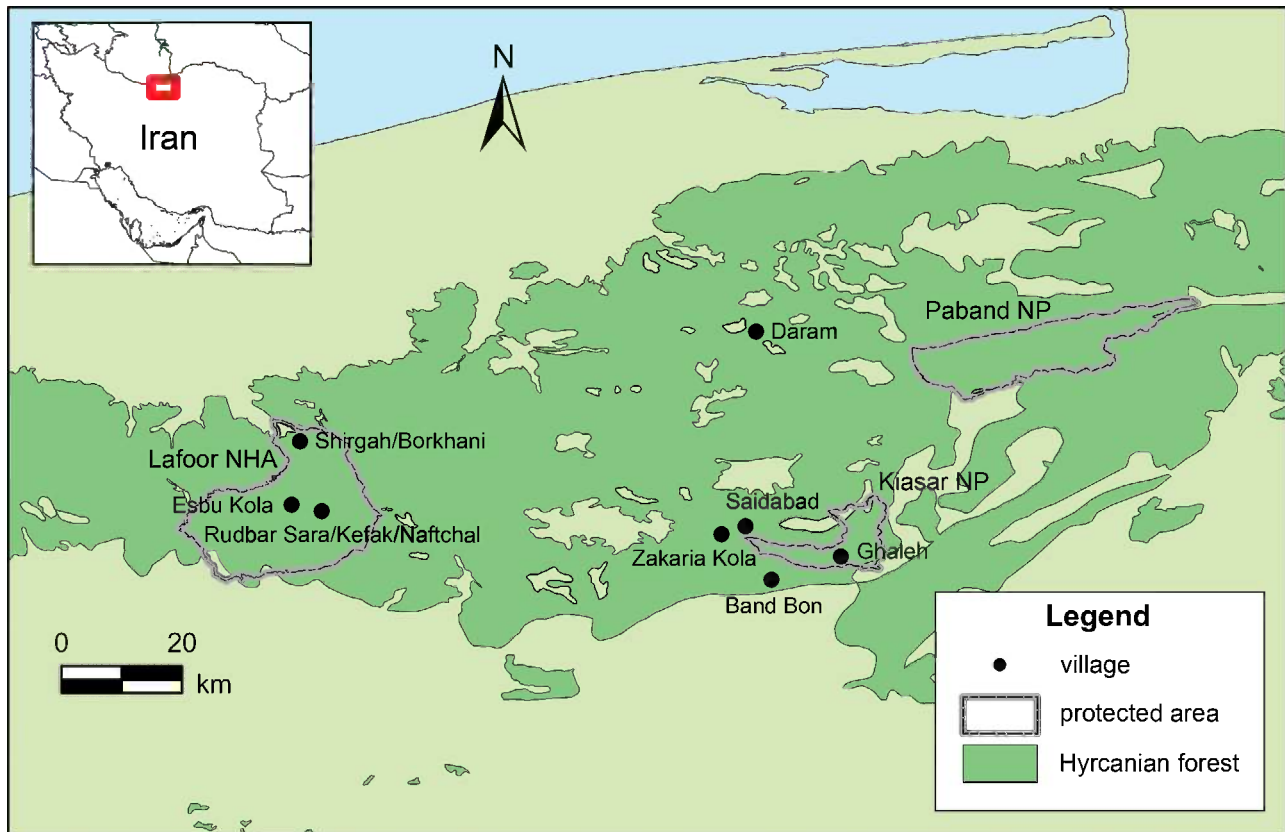 Iran
N
Paband NP
Daram
Shirgah/Borkhani
Lafoor NHA
Kiasar NP
Esbu Kola
Saidabad
Rudbar Sara/Kefak/Naftchal
Zakaria Kola
Ghaleh
Band Bon
0 20
km
Legend
village
protected area
Hyrcanian forest